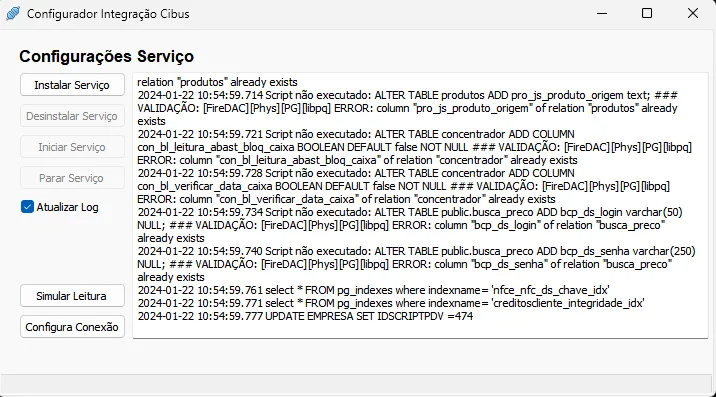 Configurador Integração Cibus
Configurações Serviço
Instalar Serviço
Desinstalar Serviço
Iniciar Serviço
Parar Serviço
Atualizar Log
Simular Leitura
Configura Conexão
relation "produtos" already exists
2024-01-22 10:54:59.714 Script não executado: ALTER TABLE produtos ADD pro_js_produto_origem text; ###
VALIDAÇÃO: [FireDAC][Phys][PG][libpq] ERROR: column "pro_js_produto_origem" of relation "produtos" already
exists
2024-01-22 10:54:59.721 Script não executado: ALTER TABLE concentrador ADD COLUMN
con_bl_leitura_abast_bloq_caixa BOOLEAN DEFAULT false NOT NULL ### VALIDAÇÃO: [FireDAC][Phys][PG][libpq]
ERROR: column "con_bl_leitura_abast_bloq_caixa" of relation "concentrador" already exists
2024-01-22 10:54:59.728 Script não executado: ALTER TABLE concentrador ADD COLUMN
con_bl_verificar_data_caixa BOOLEAN DEFAULT false NOT NULL ### VALIDAÇÃO: [FireDAC][Phys][PG][libpq]
ERROR: column "con_bl_verificar_data_caixa" of relation "concentrador" already exists
2024-01-22 10:54:59.734 Script não executado: ALTER TABLE public.busca_preco ADD bcp_ds_login varchar(50)
NULL; ### VALIDAÇÃO: [FireDAC][Phys][PG][libpq] ERROR: column "bcp_ds_login" of relation "busca_preco"
already exists
2024-01-22 10:54:59.740 Script não executado: ALTER TABLE public.busca_preco ADD bcp_ds_senha varchar(250)
NULL; ### VALIDAÇÃO: [FireDAC][Phys][PG][libpq] ERROR: column "bcp_ds_senha" of relation "busca_preco"
already exists
2024-01-22 10:54:59.761 select * FROM pg_indexes where indexname= 'nfce_nfc_ds_chave_idx'
2024-01-22 10:54:59.771 select * FROM pg_indexes where indexname= 'creditoscliente_integridade_idx'
2024-01-22 10:54:59.777 UPDATE EMPRESA SET IDSCRIPTPDV =474